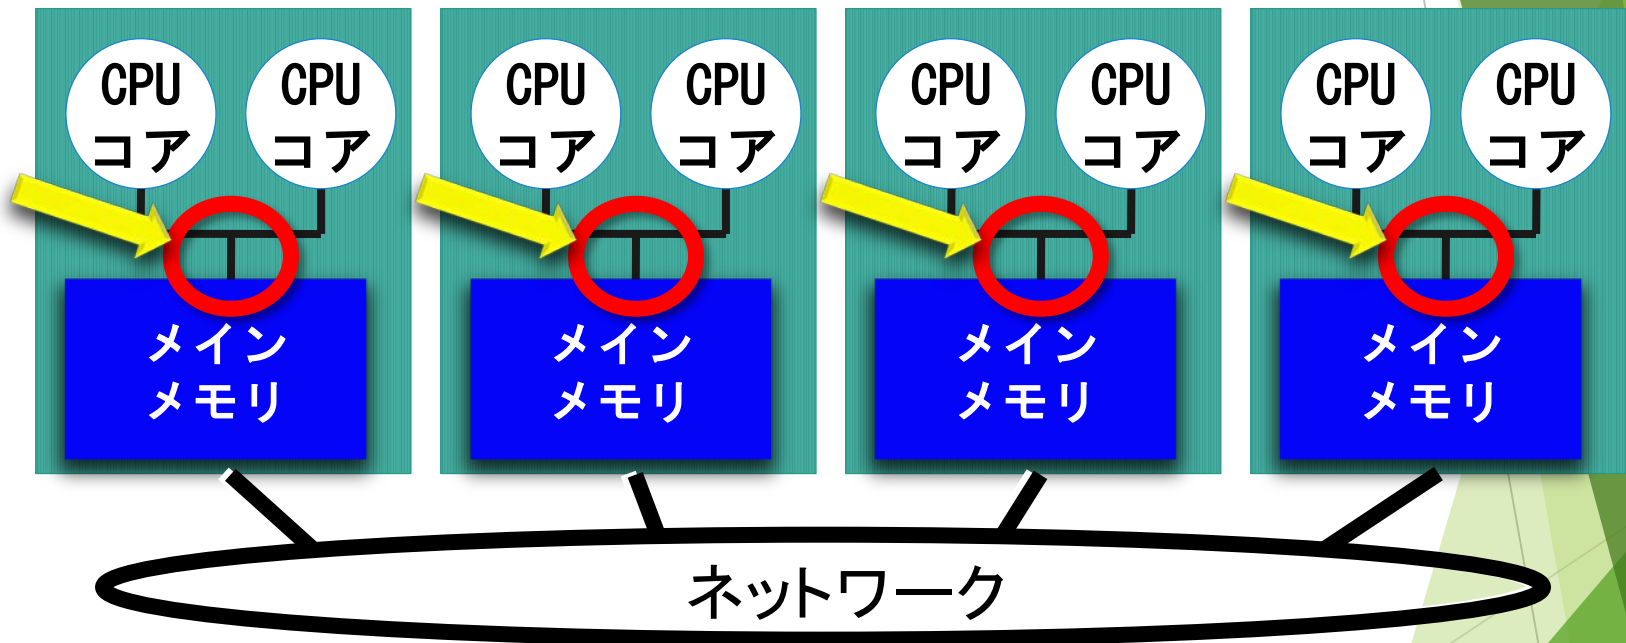 CPU
コア
CPU
コア
CPU
コア
CPU
コア
CPU
コア
CPU
コア
CPU
コア
CPU
コア
メイン
メモリ
メイン
メモリ
メイン
メモリ
メイン
メモリ
ネットワーク